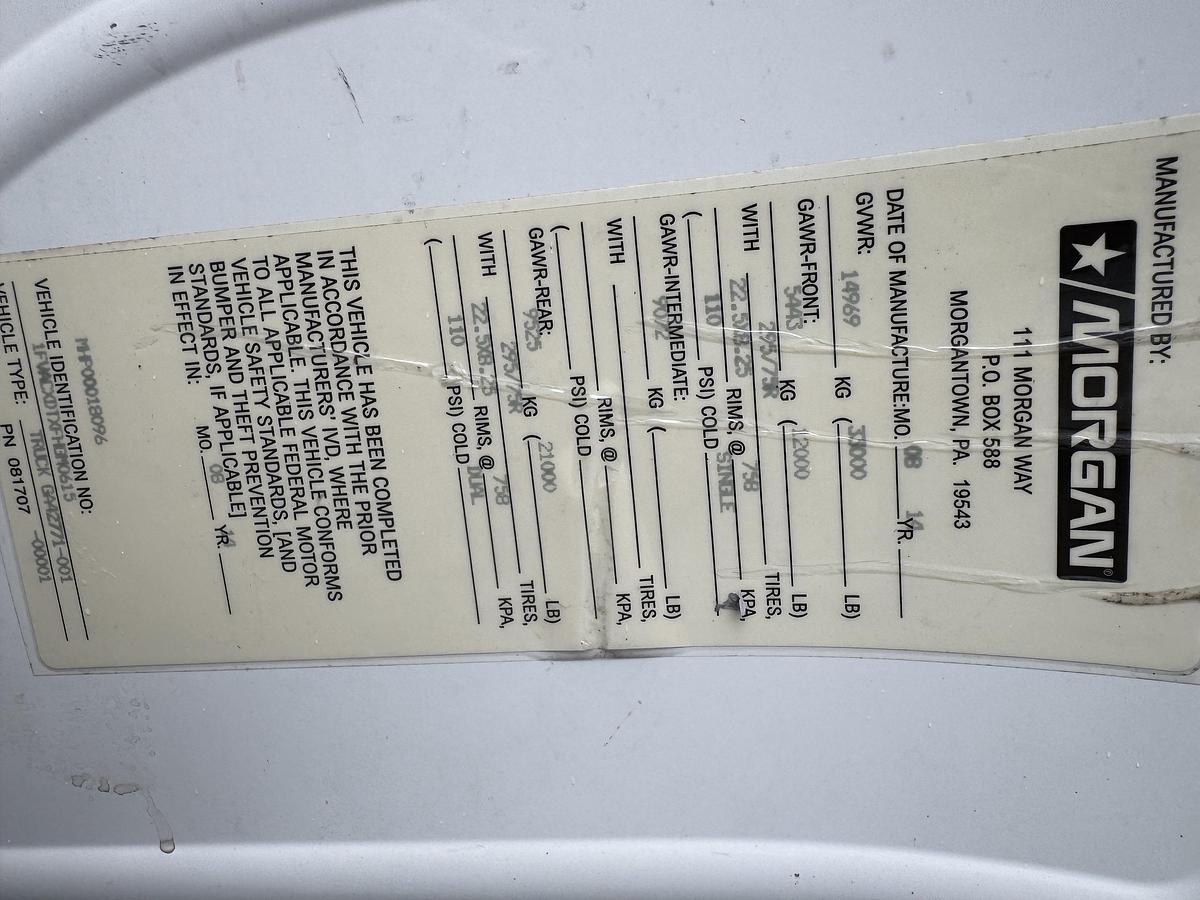 MANUFACTURED BY:
MORGAN®
111 MORGAN WAY
P.O. BOX 588
MORGANTOWN, PA. 19543
DATE OF MANUFACTURE:MO. 08 YR. 14
GVWR: 14969 KG ( 33000 LB)
GAWR-FRONT: 5443 KG ( 12000 LB)
295/75R TIRES,
WITH 22.5 8.25 RIMS, @ 758 KPA,
( 110 PSI) COLD SINGLE
GAWR-INTERMEDIATE:
KG ( LB)
TIRES,
WITH RIMS, @ KPA,
( PSI) COLD
GAWR-REAR: 9525 KG ( 21000 LB)
295/75R TIRES,
WITH 22.5X8.25 RIMS, @ 758 KPA,
( 110 PSI) COLD DUAL
THIS VEHICLE HAS BEEN COMPLETED
IN ACCORDANCE WITH THE PRIOR
MANUFACTURERS' IVD, WHERE
APPLICABLE. THIS VEHICLE CONFORMS
TO ALL APPLICABLE FEDERAL MOTOR
VEHICLE SAFETY STANDARDS, [AND
BUMPER AND THEFT PREVENTION
STANDARDS, IF APPLICABLE]
IN EFFECT IN: MO. 08 YR. 14
MHP00018096
VEHICLE IDENTIFICATION NO:
VEHICLE TYPE: TRUCK GA42771-001
PN 081707 -00001